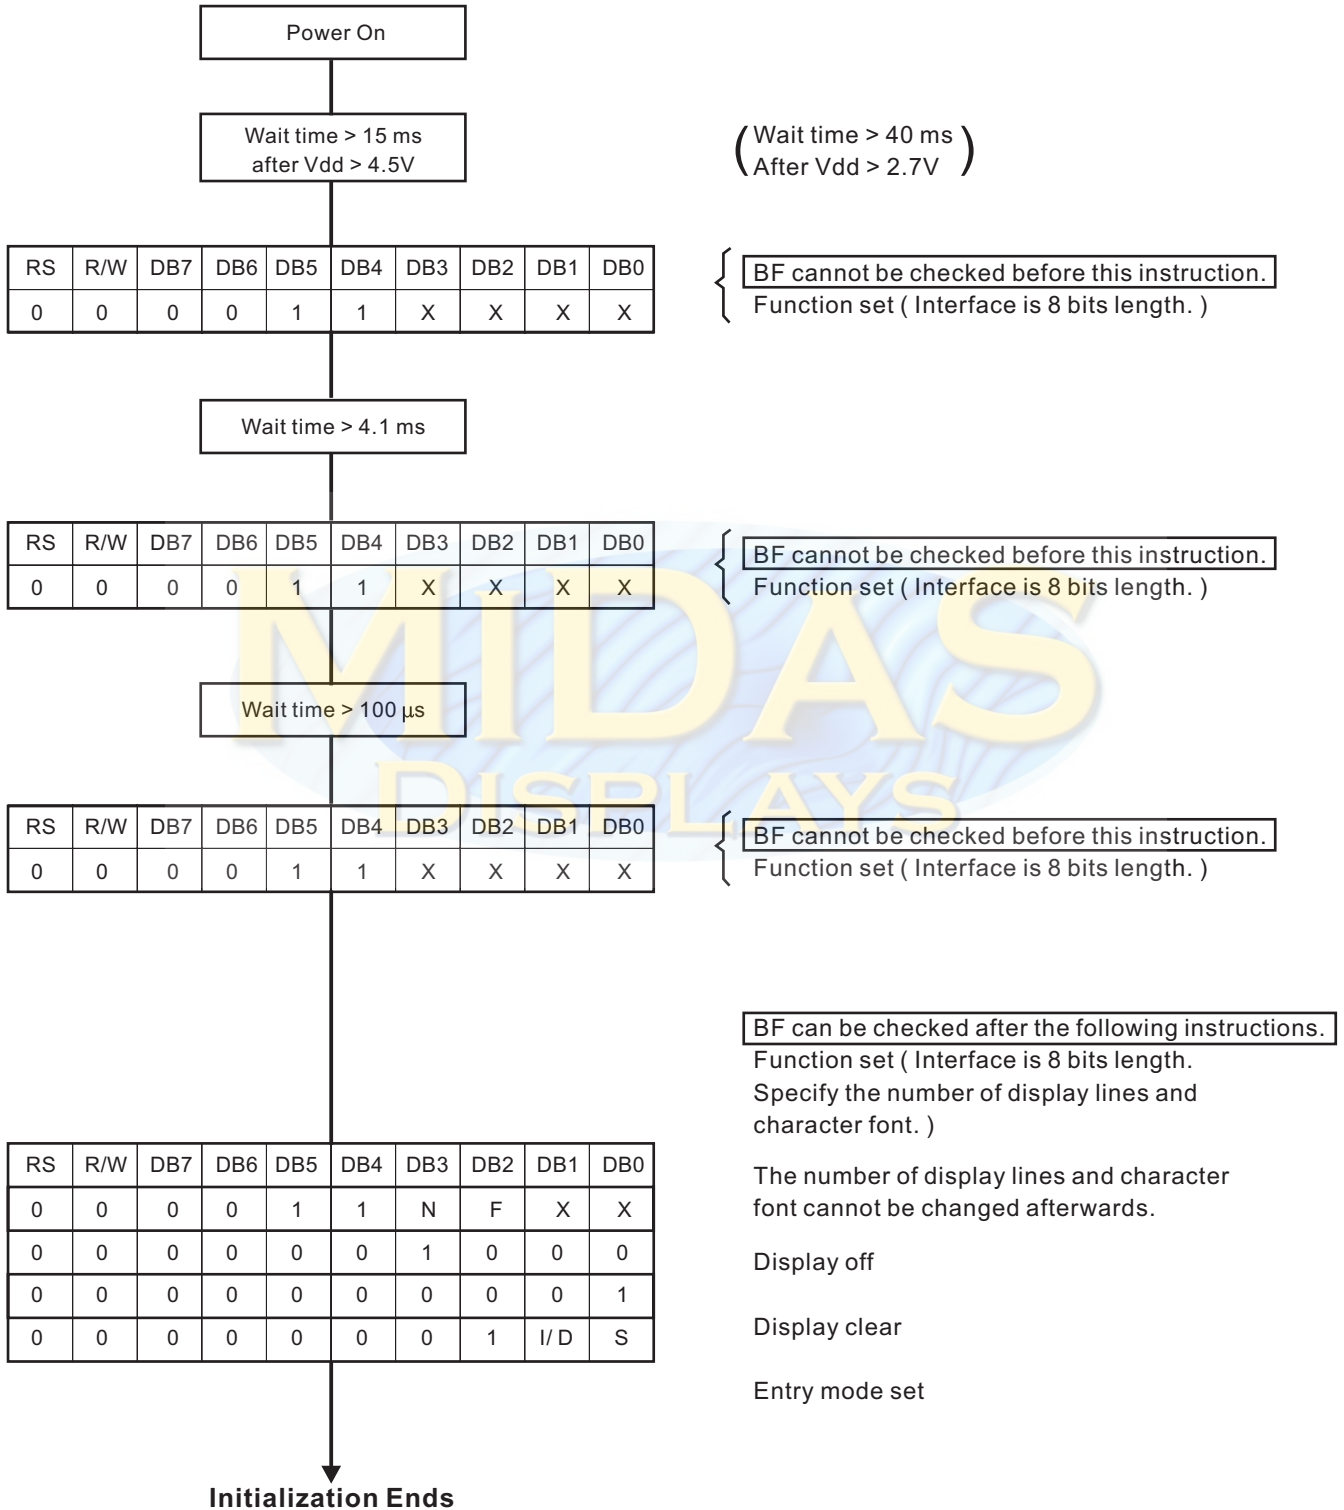 Power On
Wait time > 15 ms
after Vdd > 4.5V
(Wait time > 40 ms
After Vdd > 2.7V)
RS R/W DB7 DB6 DB5 DB4 DB3 DB2 DB1 DB0
0 0 0 0 1 1 X X X X
BF cannot be checked before this instruction.
Function set ( Interface is 8 bits length. )
Wait time > 4.1 ms
RS R/W DB7 DB6 DB5 DB4 DB3 DB2 DB1 DB0
0 0 0 0 1 1 X X X X
BF cannot be checked before this instruction.
Function set ( Interface is 8 bits length. )
MIDAS
DISPLAYS
Wait time > 100 µs
RS R/W DB7 DB6 DB5 DB4 DB3 DB2 DB1 DB0
0 0 0 0 1 1 X X X X
BF cannot be checked before this instruction.
Function set ( Interface is 8 bits length. )
BF can be checked after the following instructions.
Function set ( Interface is 8 bits length.
Specify the number of display lines and
character font. )
RS R/W DB7 DB6 DB5 DB4 DB3 DB2 DB1 DB0
0 0 0 0 1 1 N F X X
0 0 0 0 0 0 1 0 0 0
0 0 0 0 0 0 0 0 0 1
0 0 0 0 0 0 0 1 I/ D S
The number of display lines and character
font cannot be changed afterwards.
Display off
Display clear
Entry mode set
Initialization Ends